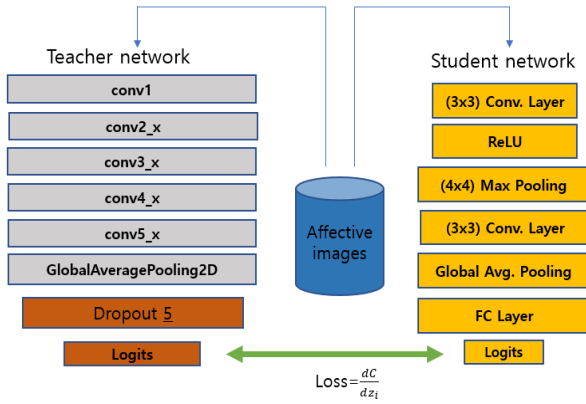 Teacher network
conv1
conv2_x
conv3_x
conv4_x
conv5_x
GlobalAveragePooling2D
Dropout 5
Logits
Affective
images
Student network
(3x3) Conv. Layer
ReLU
(4x4) Max Pooling
(3x3) Conv. Layer
Global Avg. Pooling
FC Layer
Logits
Loss=dC/dz_i